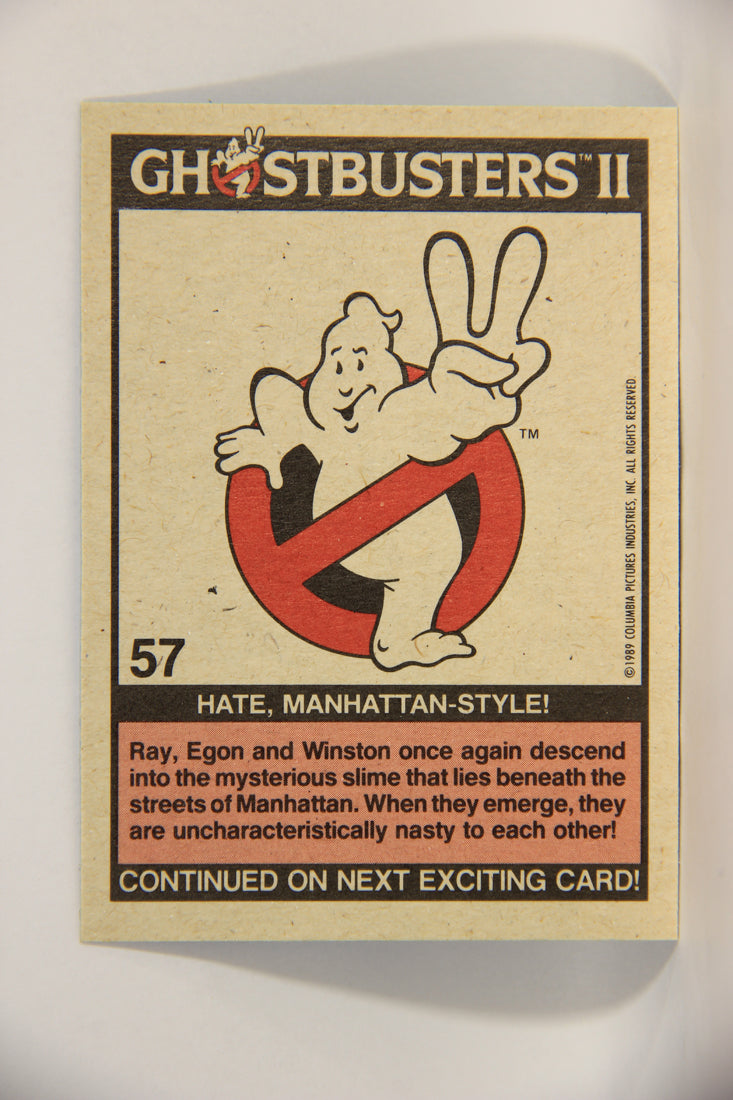 GHOSTBUSTERS™ II
TM
©1989 COLUMBIA PICTURES INDUSTRIES, INC. ALL RIGHTS RESERVED.
57
HATE, MANHATTAN-STYLE!
Ray, Egon and Winston once again descend
into the mysterious slime that lies beneath the
streets of Manhattan. When they emerge, they
are uncharacteristically nasty to each other!
CONTINUED ON NEXT EXCITING CARD!